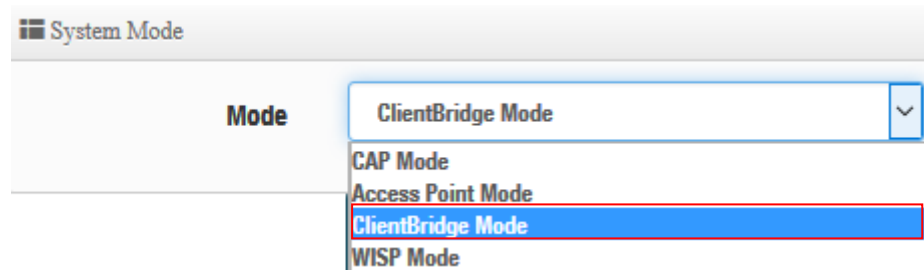 System Mode
Mode ClientBridge Mode
CAP Mode
Access Point Mode
ClientBridge Mode
WISP Mode